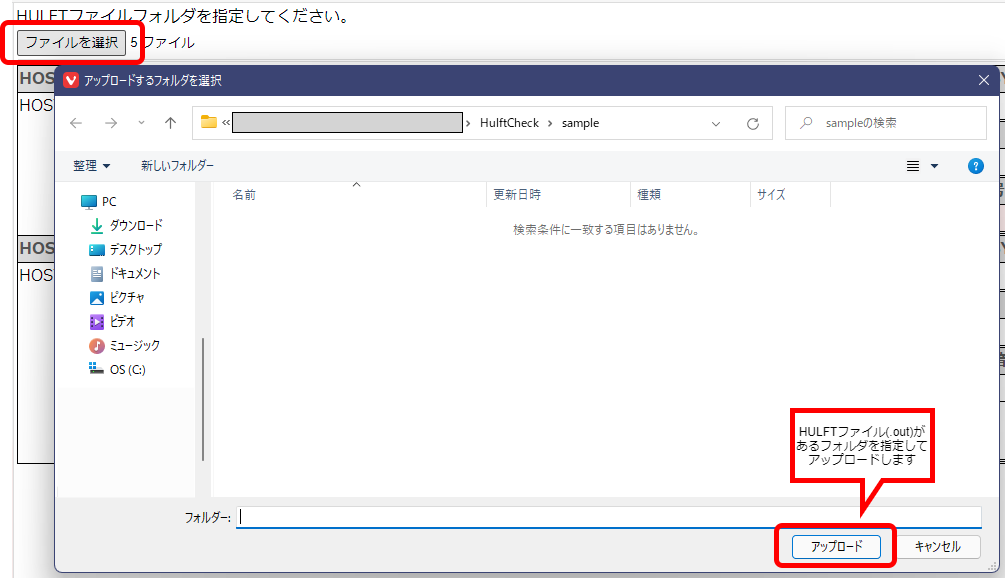 HULFTファイルフォルダを指定してください。
ファイルを選択 5 ファイル
HOS
アップロードするフォルダを選択
HOS
« › HulftCheck › sample
sampleの検索
整理 新しいフォルダー
名前 更新日時 種類 サイズ
検索条件に一致する項目はありません。
PC
ダウンロード
デスクトップ
ドキュメント
ピクチャ
ビデオ
ミュージック
OS (C:)
HOS
HOS
HULFTファイル(.out)が
あるフォルダを指定して
アップロードします
フォルダー:
アップロード キャンセル